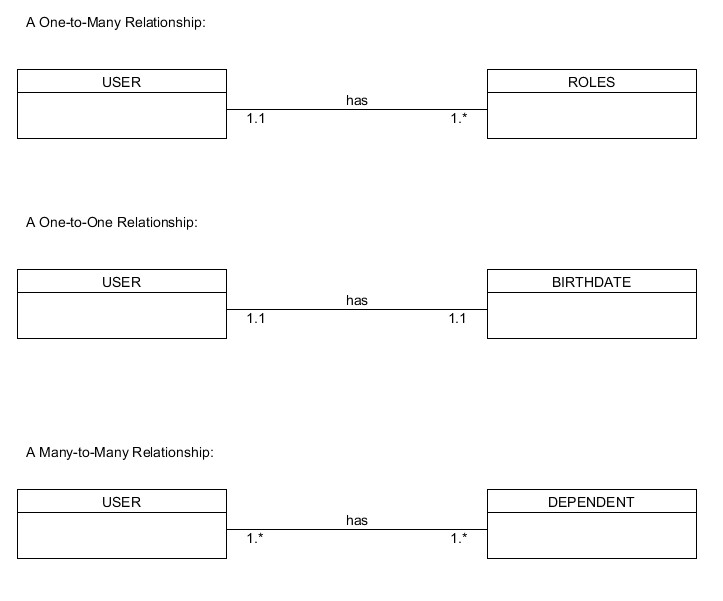 A One-to-Many Relationship:
USER
ROLES
has
1.1
1.*
A One-to-One Relationship:
USER
BIRTHDATE
has
1.1
1.1
A Many-to-Many Relationship:
USER
DEPENDENT
has
1.*
1.*